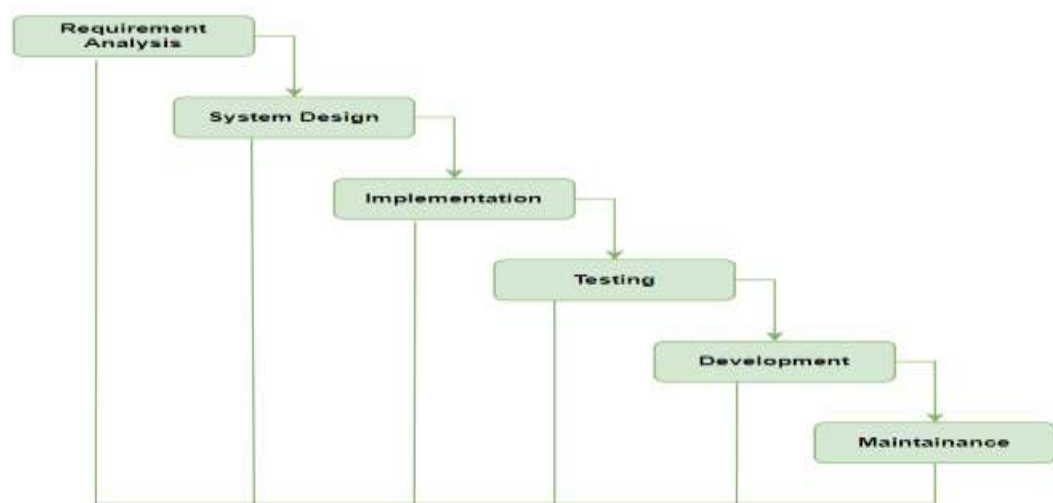 Requirement
Analysis
System Design
Implementation
Testing
Development
Maintainance